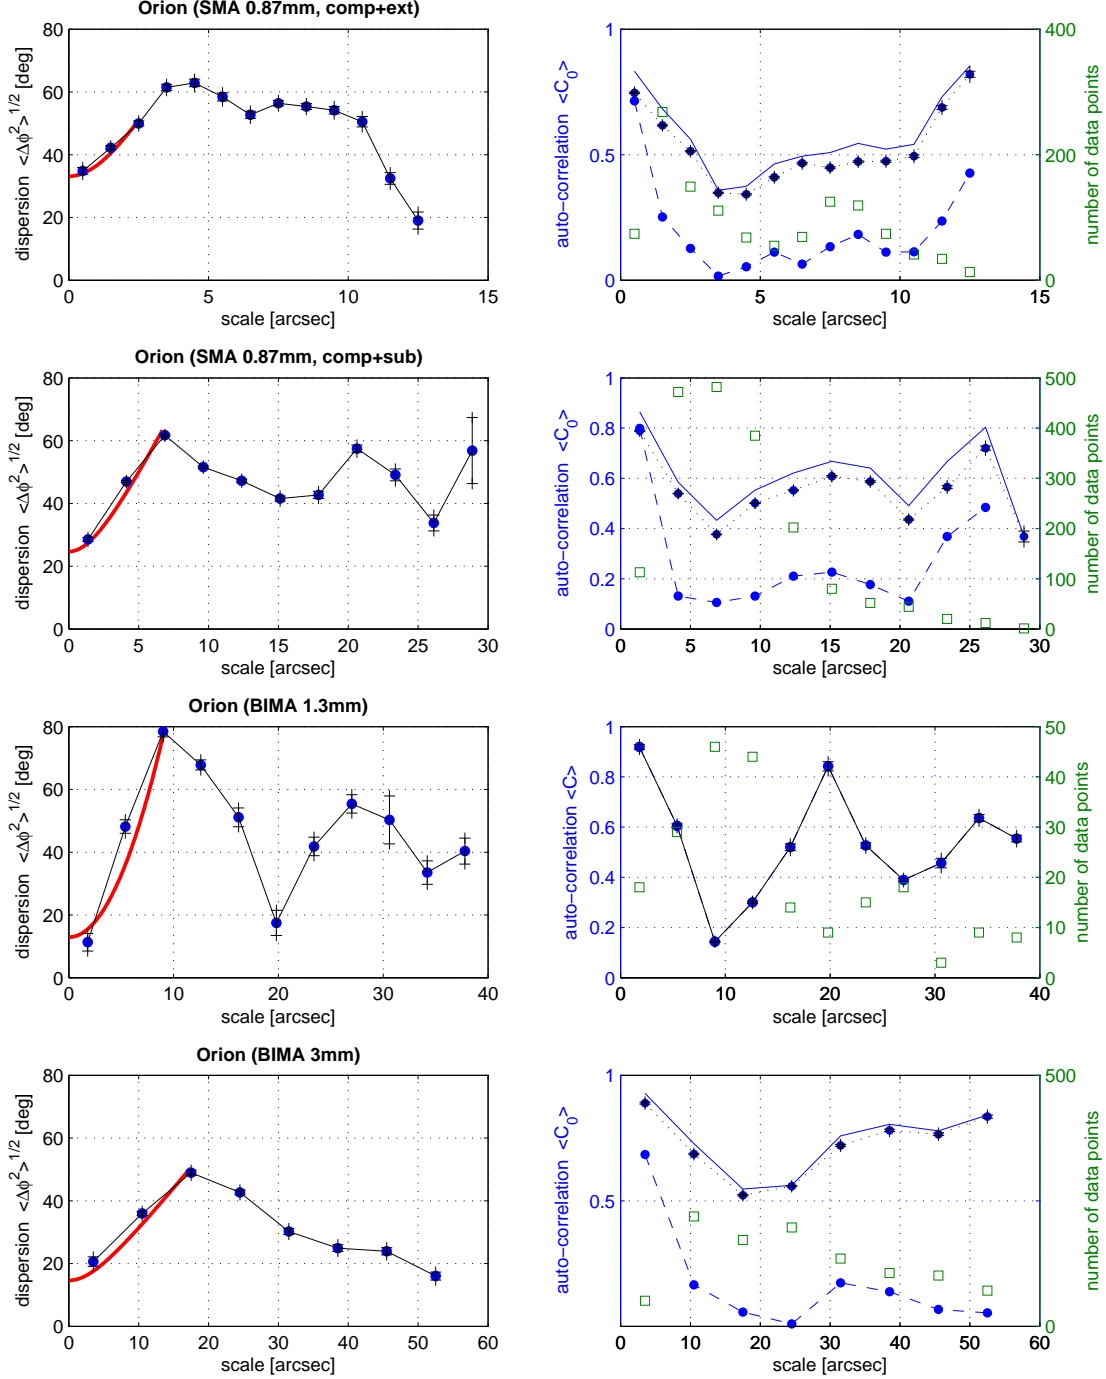 Orion (SMA 0.87mm, comp+ext)
dispersion <Δϕ²>^1/2 [deg]
80
60
40
20
0
0 5 10 15
scale [arcsec]
auto-correlation <C₀>
1
0.5
0
0 5 10 15
scale [arcsec]
400
200
0
number of data points
Orion (SMA 0.87mm, comp+sub)
dispersion <Δϕ²>^1/2 [deg]
80
60
40
20
0
0 5 10 15 20 25 30
scale [arcsec]
auto-correlation <C₀>
1
0.8
0.6
0.4
0.2
0
0 5 10 15 20 25 30
scale [arcsec]
500
400
300
200
100
0
number of data points
Orion (BIMA 1.3mm)
dispersion <Δϕ²>^1/2 [deg]
80
60
40
20
0
0 10 20 30 40
scale [arcsec]
auto-correlation <C>
1
0.8
0.6
0.4
0.2
0
0 10 20 30 40
scale [arcsec]
50
40
30
20
10
0
number of data points
Orion (BIMA 3mm)
dispersion <Δϕ²>^1/2 [deg]
80
60
40
20
0
0 10 20 30 40 50 60
scale [arcsec]
auto-correlation <C₀>
1
0.5
0 10 20 30 40 50 60
scale [arcsec]
500
0
number of data points